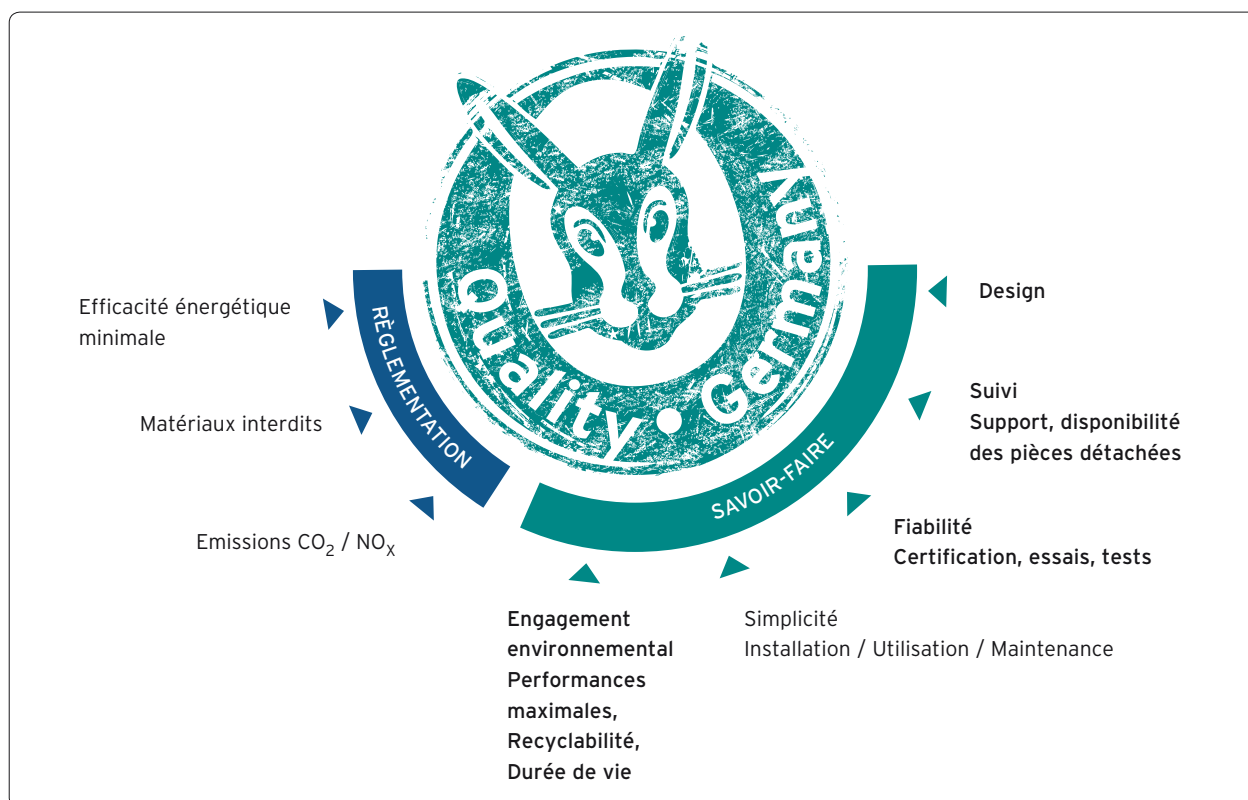 Quality • Germany
RÈGLEMENTATION
SAVOIR-FAIRE
Efficacité énergétique
minimale
Matériaux interdits
Emissions CO₂ / NOX
Engagement
environnemental
Performances
maximales,
Recyclabilité,
Durée de vie
Simplicité
Installation / Utilisation / Maintenance
Fiabilité
Certification, essais, tests
Suivi
Support, disponibilité
des pièces détachées
Design